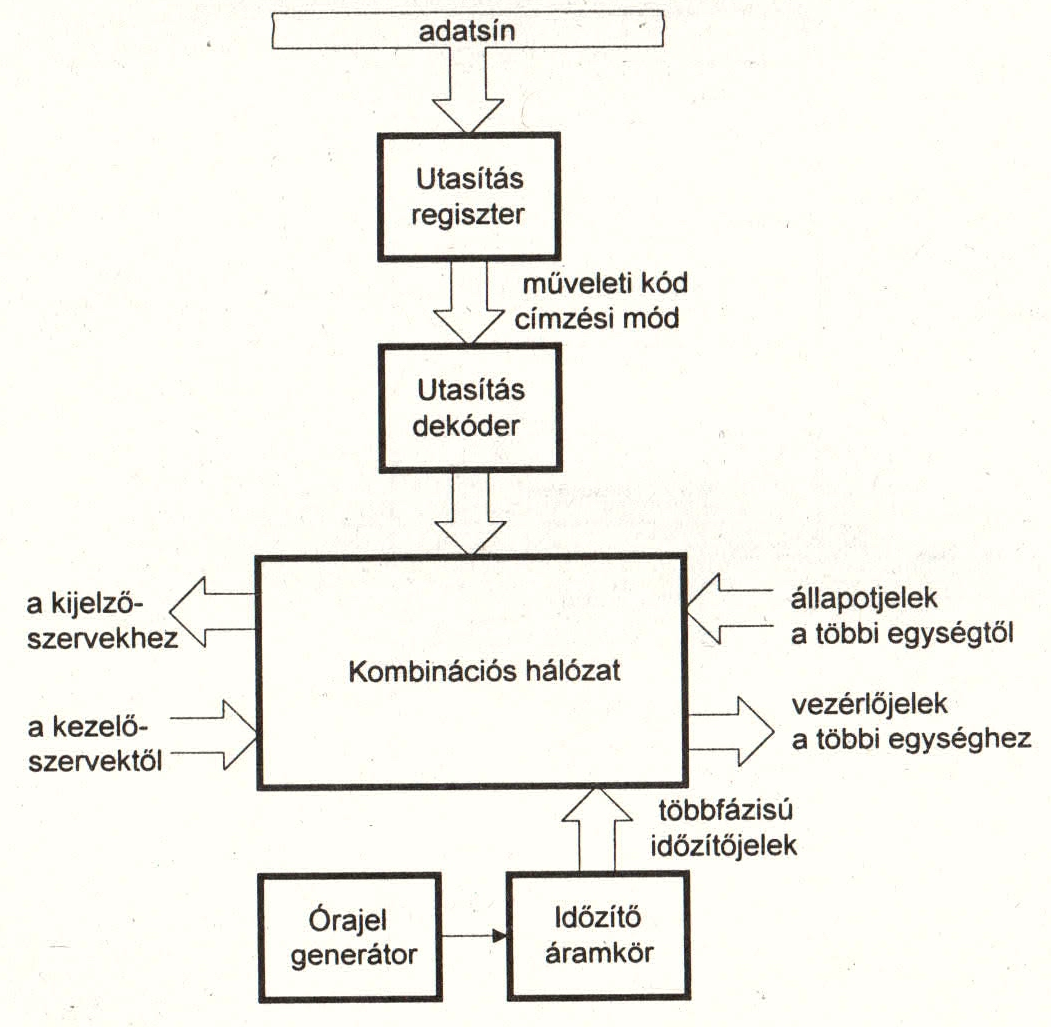 adatsín
Utasítás
regiszter
műveleti kód
címzési mód
Utasítás
dekóder
a kijelző-
szervekhez
állapotjelek
a többi egységtől
Kombinációs hálózat
a kezelő-
szervektől
vezérlőjelek
a többi egységhez
többfázisú
időzítőjelek
Órajel
generátor
Időzítő
áramkör